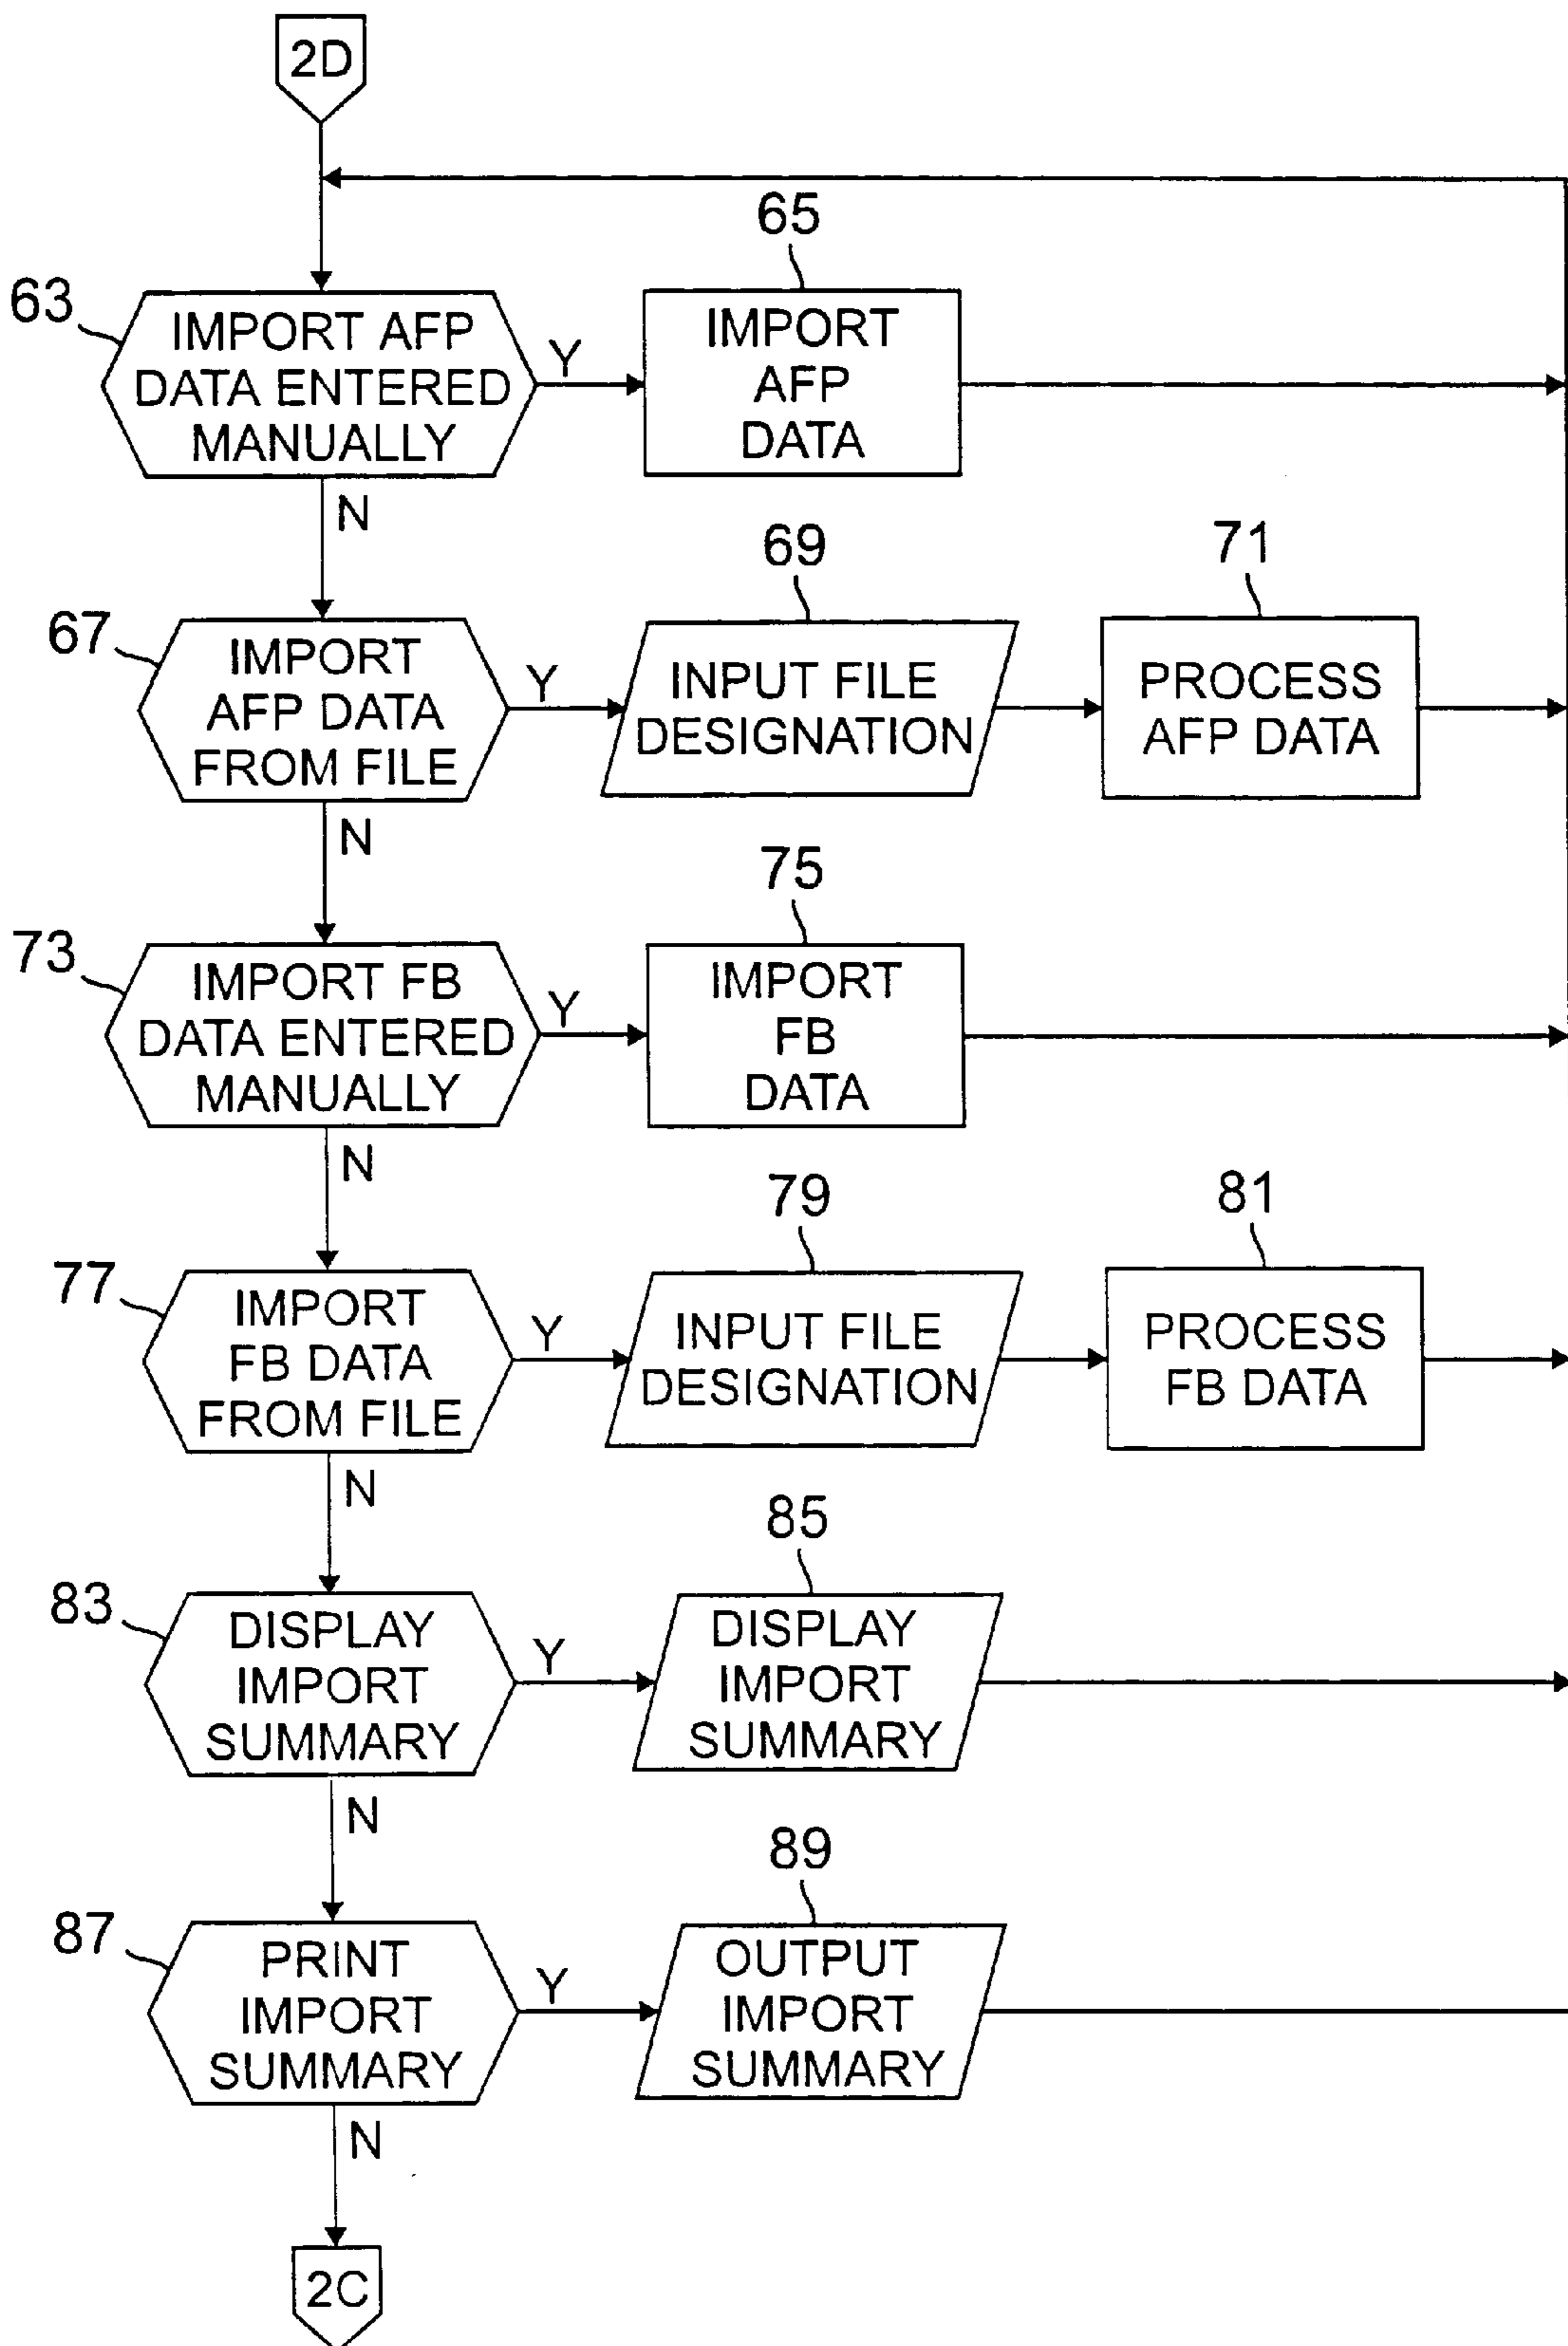 2D
65
63
IMPORT AFP
DATA ENTERED
MANUALLY
Y
IMPORT
AFP
DATA
N
69
71
67
IMPORT
AFP DATA
FROM FILE
Y
INPUT FILE
DESIGNATION
PROCESS
AFP DATA
N
75
73
IMPORT FB
DATA ENTERED
MANUALLY
Y
IMPORT
FB
DATA
N
79
81
77
IMPORT
FB DATA
FROM FILE
Y
INPUT FILE
DESIGNATION
PROCESS
FB DATA
N
85
83
DISPLAY
IMPORT
SUMMARY
Y
DISPLAY
IMPORT
SUMMARY
N
89
87
PRINT
IMPORT
SUMMARY
Y
OUTPUT
IMPORT
SUMMARY
N
2C